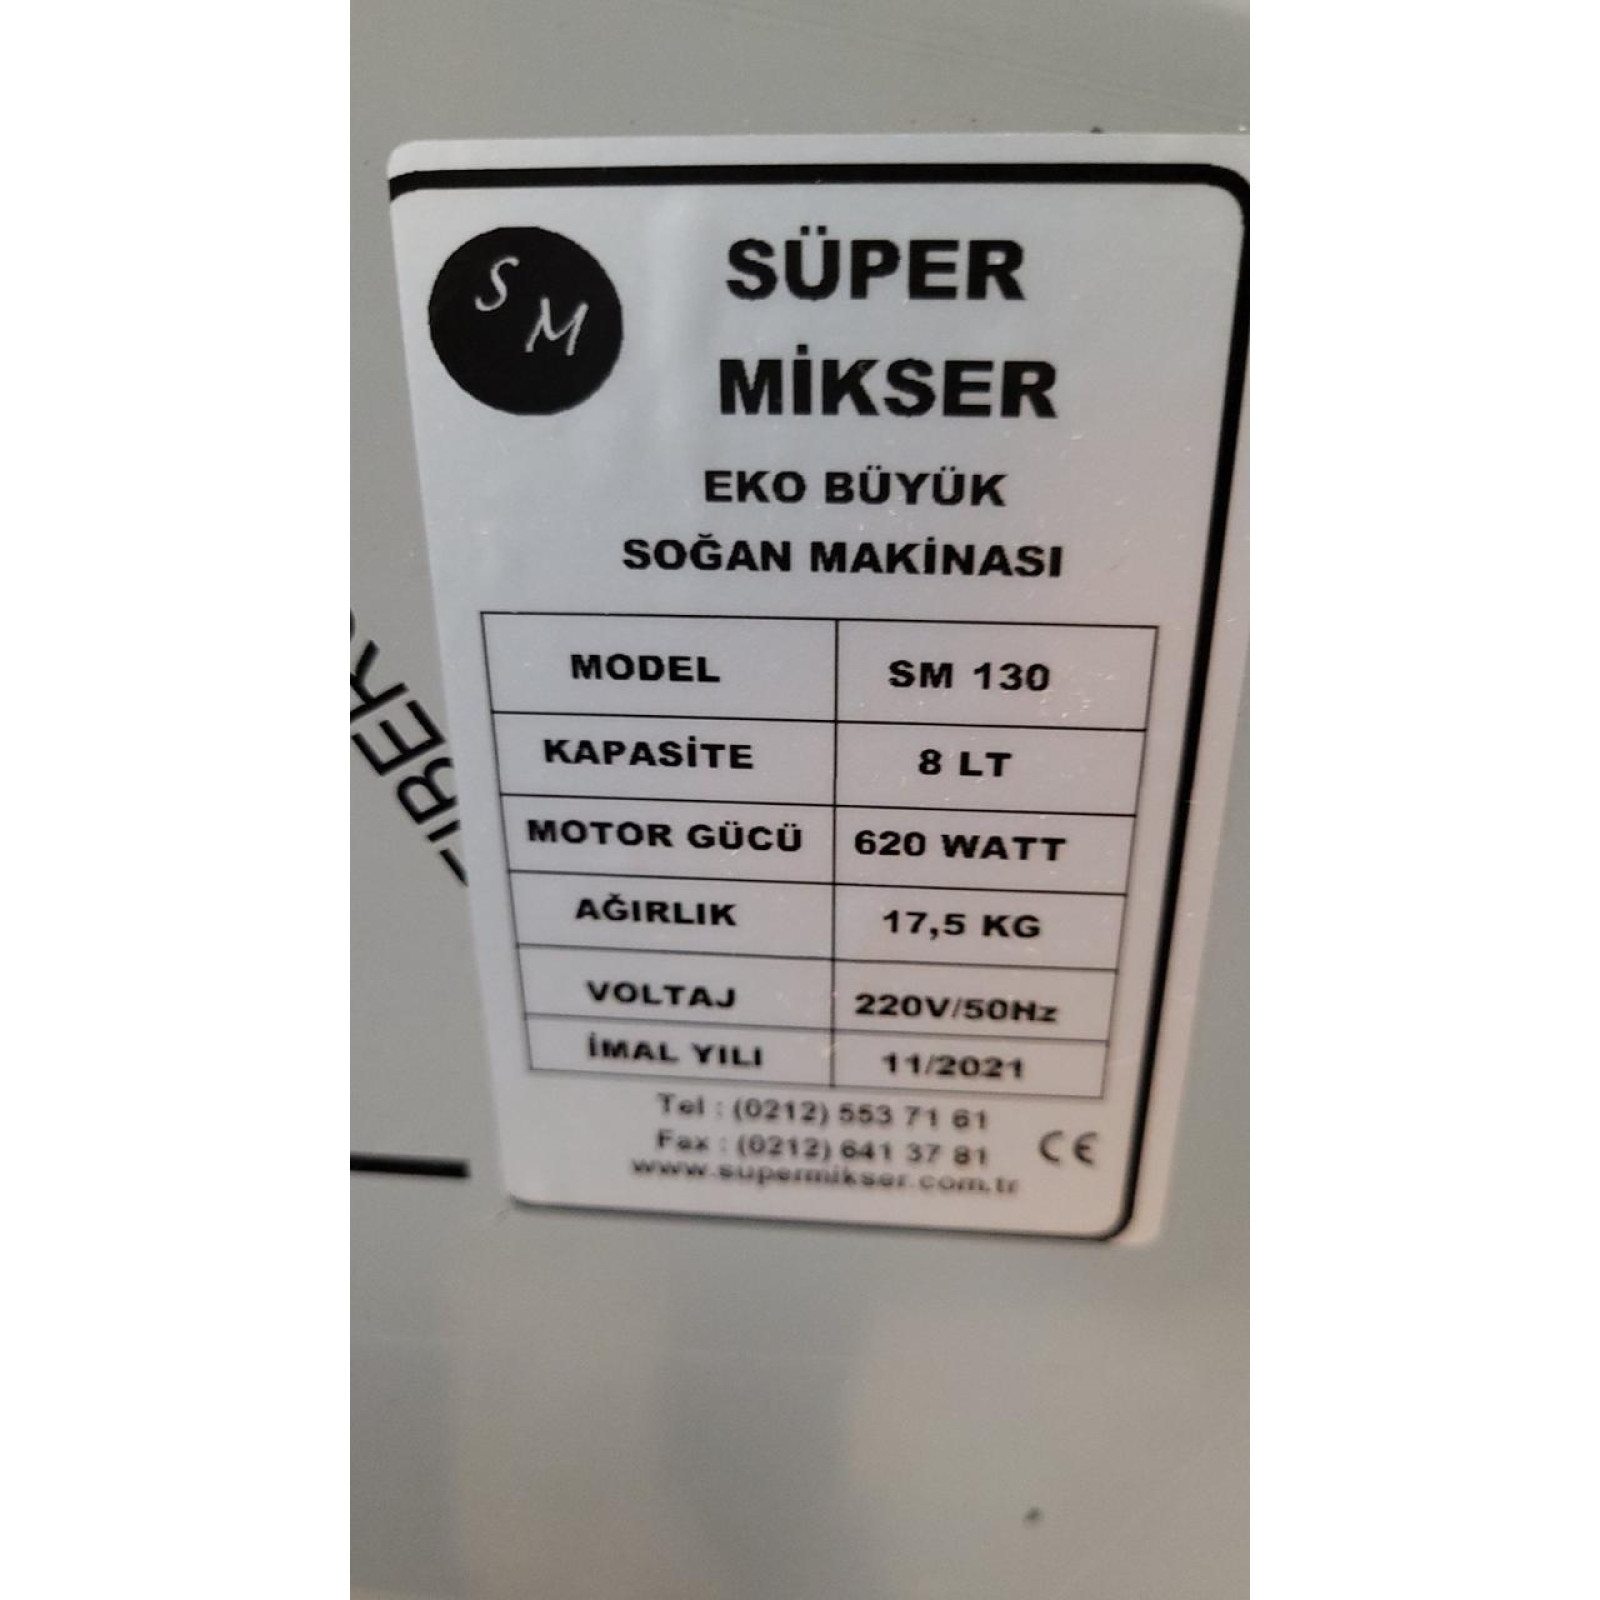 S M
SÜPER
MİKSER
EKO BÜYÜK
SOĞAN MAKİNASI
MODEL SM 130
KAPASİTE 8 LT
MOTOR GÜCÜ 620 WATT
AĞIRLIK 17,5 KG
VOLTAJ 220V/50Hz
İMAL YILI 11/2021
Tel : (0212) 553 71 61
Fax : (0212) 641 37 81
CE
www.supermikser.com.tr